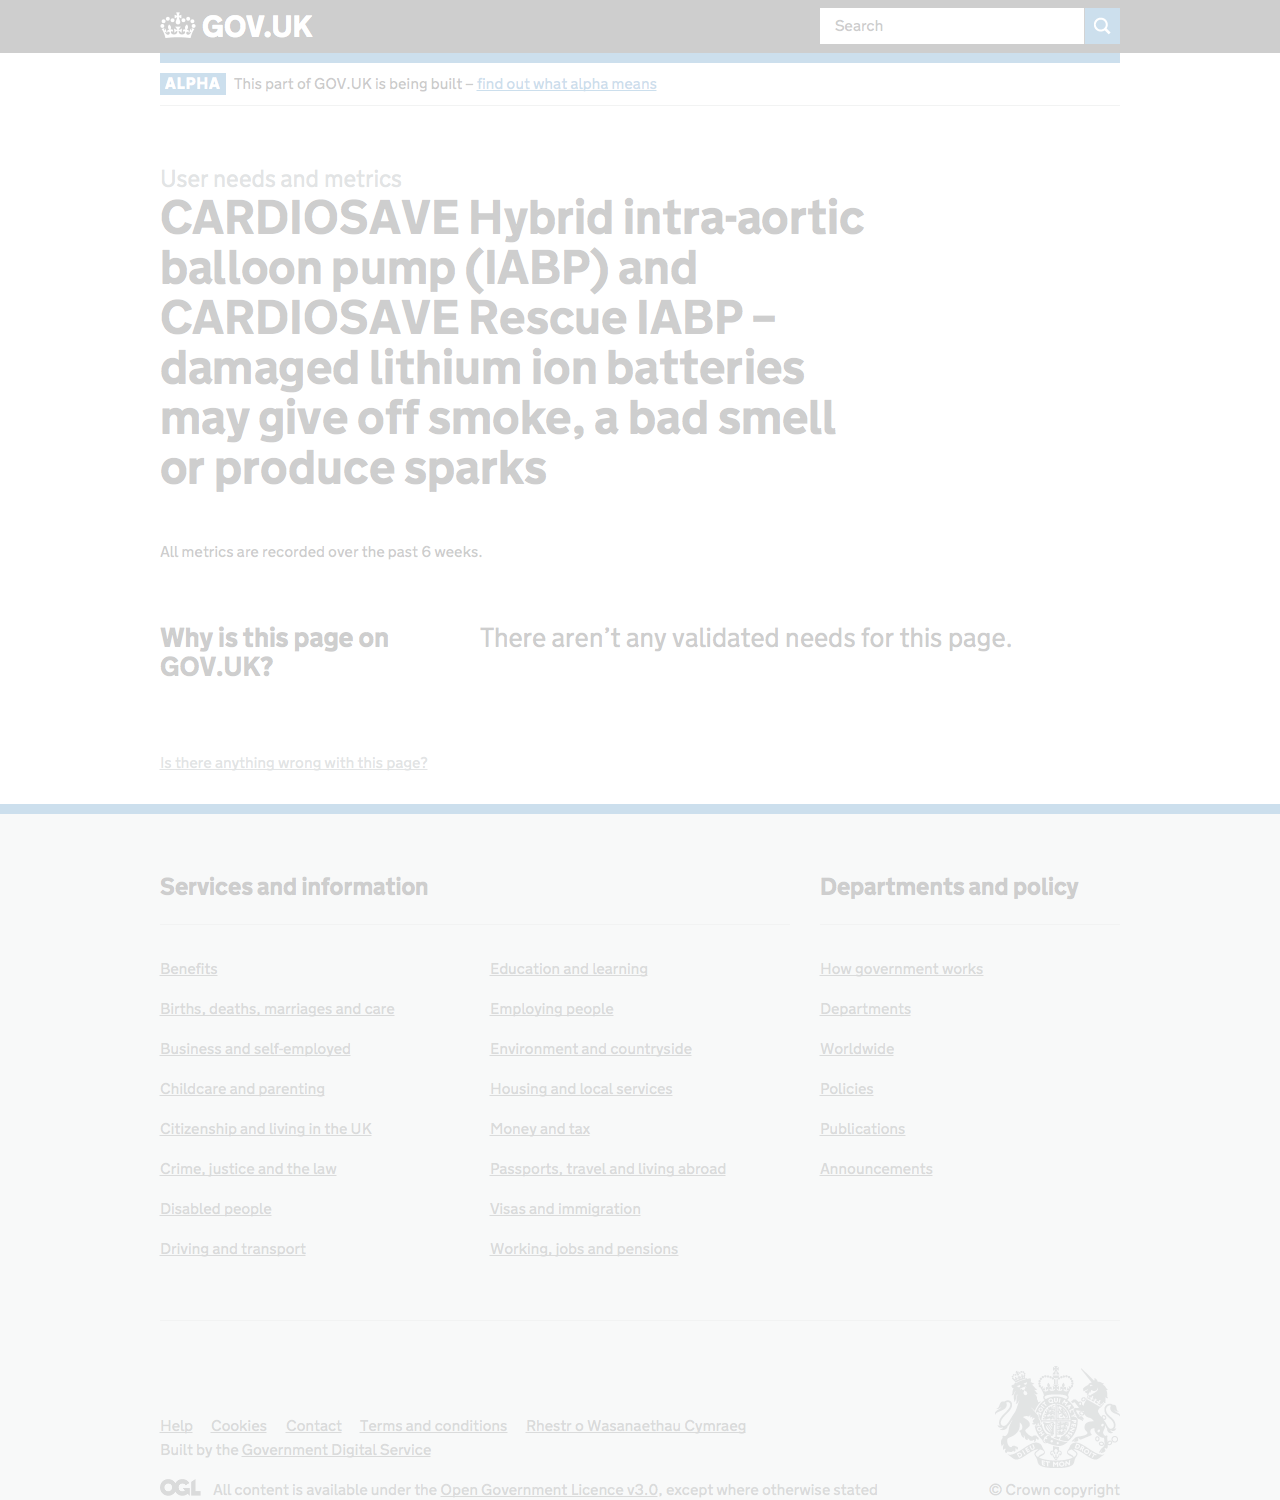 GOV.UK
Search
ALPHA This part of GOV.UK is being built – find out what alpha means
User needs and metrics
CARDIOSAVE Hybrid intra-aortic
balloon pump (IABP) and
CARDIOSAVE Rescue IABP –
damaged lithium ion batteries
may give off smoke, a bad smell
or produce sparks
All metrics are recorded over the past 6 weeks.
Why is this page on
GOV.UK?
There aren’t any validated needs for this page.
Is there anything wrong with this page?
Services and information
Benefits
Births, deaths, marriages and care
Business and self-employed
Childcare and parenting
Citizenship and living in the UK
Crime, justice and the law
Disabled people
Driving and transport
Education and learning
Employing people
Environment and countryside
Housing and local services
Money and tax
Passports, travel and living abroad
Visas and immigration
Working, jobs and pensions
Departments and policy
How government works
Departments
Worldwide
Policies
Publications
Announcements
Help Cookies Contact Terms and conditions Rhestr o Wasanaethau Cymraeg
Built by the Government Digital Service
OGL All content is available under the Open Government Licence v3.0, except where otherwise stated
© Crown copyright